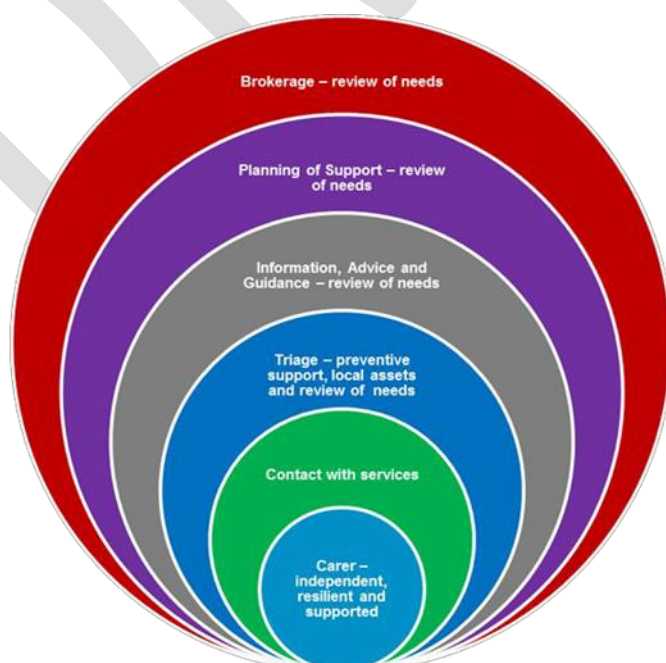 Brokerage – review of needs
Planning of Support – review
of needs
Information, Advice and
Guidance – review of needs
Triage – preventive
support, local assets
and review of needs
Contact with services
Carer –
independent,
resilient and
supported